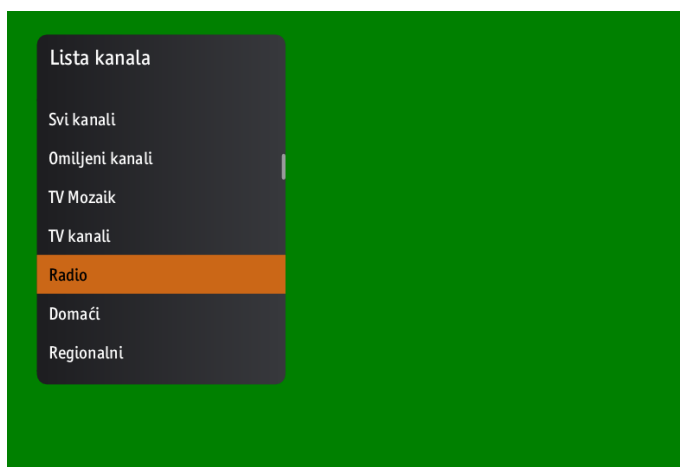 Lista kanala
Svi kanali
Omiljeni kanali
TV Mozaik
TV kanali
Radio
Domaći
Regionalni